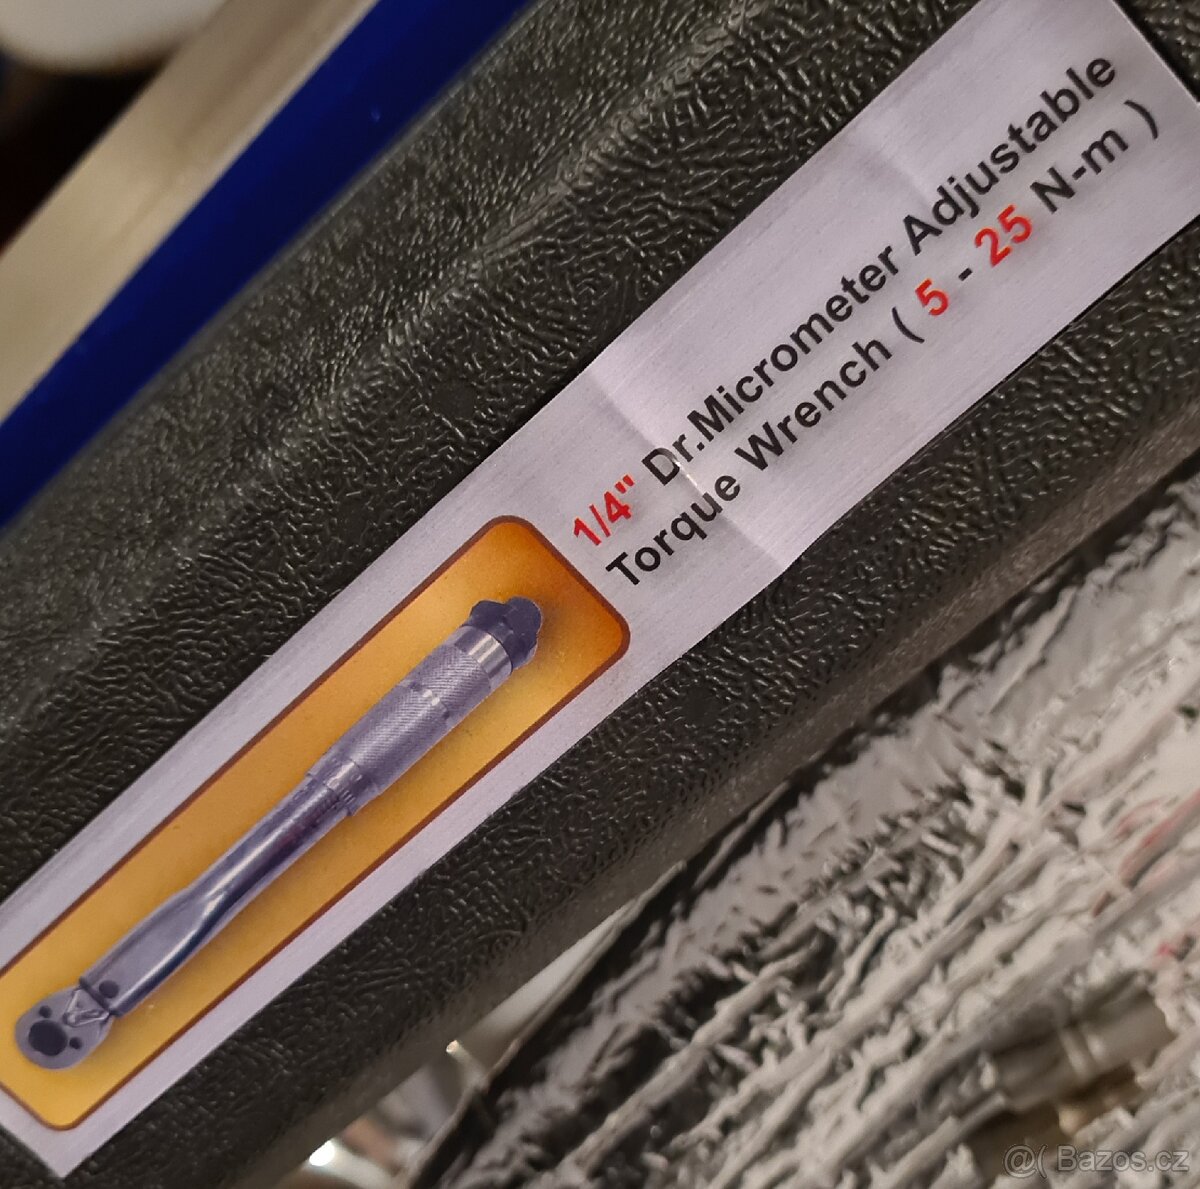 1/4" Dr.Micrometer Adjustable
Torque Wrench ( 5 - 25 N-m )
@( Bazos.cz